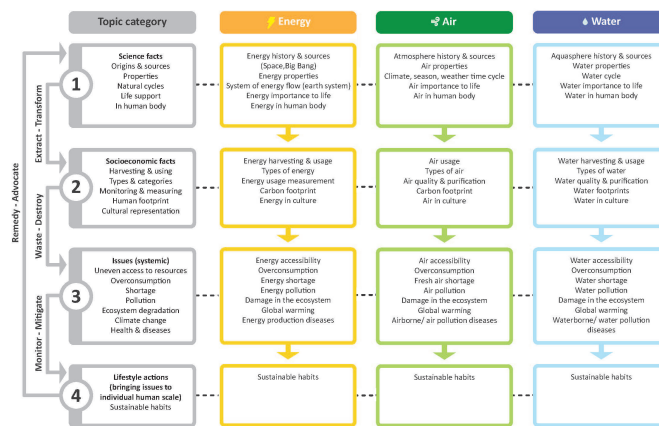 Topic category
Energy
Air
Water
Remedy - Advocate
Extract - Transform
Waste - Destroy
Monitor - Mitigate
1
Science facts
Origins & sources
Properties
Natural cycles
Life support
In human body
Energy history & sources
(Space,Big Bang)
Energy properties
System of energy flow (earth system)
Energy importance to life
Energy in human body
Atmosphere history & sources
Air properties
Climate, season, weather time cycle
Air importance to life
Air in human body
Aquasphere history & sources
Water properties
Water cycle
Water importance to life
Water in human body
2
Socioeconomic facts
Harvesting & using
Types & categories
Monitoring & measuring
Human footprint
Cultural representation
Energy harvesting & usage
Types of energy
Energy usage measurement
Carbon footprint
Energy in culture
Air usage
Types of air
Air quality & purification
Carbon footprint
Air in culture
Water harvesting & usage
Types of water
Water quality & purification
Water footprints
Water in culture
3
Issues (systemic)
Uneven access to resources
Overconsumption
Shortage
Pollution
Ecosystem degradation
Climate change
Health & diseases
Energy accessibility
Overconsumption
Energy shortage
Energy pollution
Damage in the ecosystem
Global warming
Energy production diseases
Air accessibility
Overconsumption
Fresh air shortage
Air pollution
Damage in the ecosystem
Global warming
Airborne/ air pollution diseases
Water accessibility
Overconsumption
Water shortage
Water pollution
Damage in the ecosystem
Global warming
Waterborne/ water pollution
diseases
4
Lifestyle actions
(bringing issues to
individual human scale)
Sustainable habits
Sustainable habits
Sustainable habits
Sustainable habits